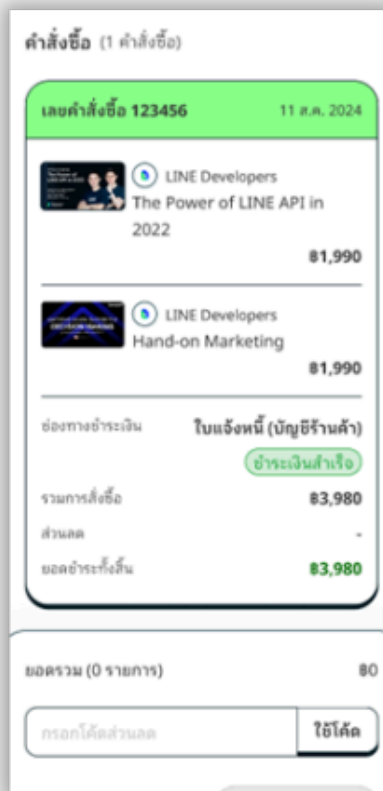 คำสั่งซื้อ (1 คำสั่งซื้อ)
เลขคำสั่งซื้อ 123456 11 ส.ค. 2024
LINE Developers
The Power of LINE API in
2022
฿1,990
LINE Developers
Hand-on Marketing
฿1,990
ช่องทางชำระเงิน ใบแจ้งหนี้ (บัญชีร้านค้า)
ชำระเงินสำเร็จ
รวมการสั่งซื้อ ฿3,980
ส่วนลด -
ยอดชำระทั้งสิ้น ฿3,980
ยอดรวม (0 รายการ) ฿0
กรอกโค้ดส่วนลด ใช้โค้ด